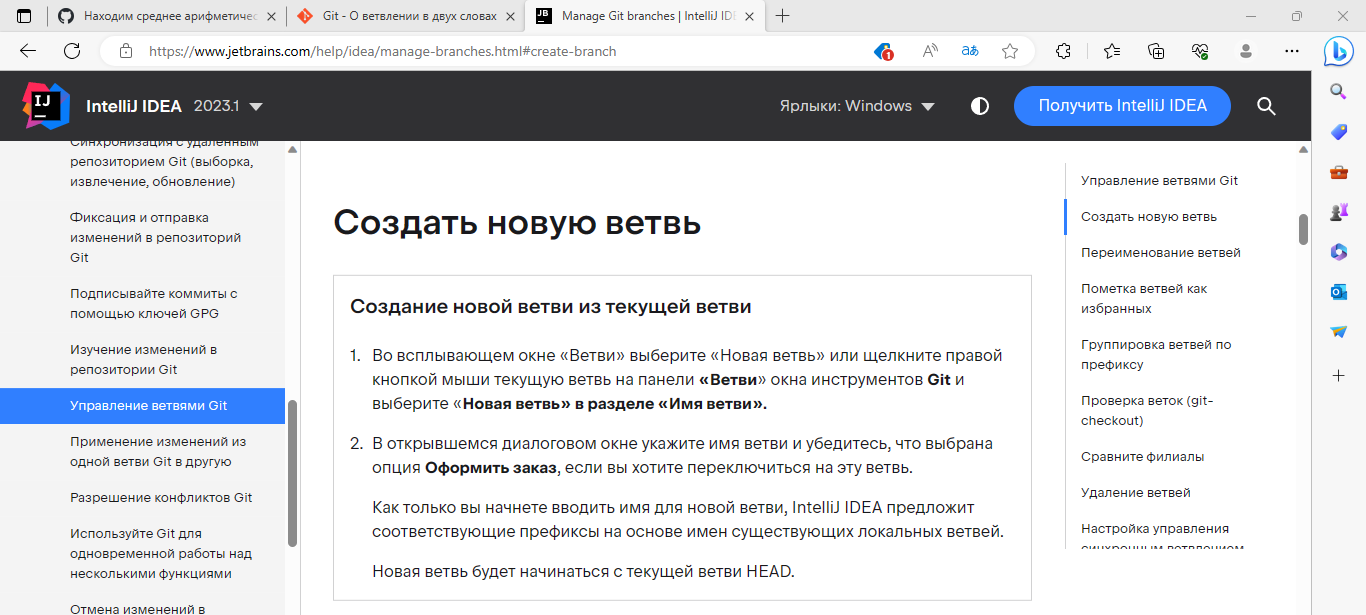 Находим среднее арифметичес
Git - О ветвлении в двух словах
Manage Git branches | IntelliJ IDE
https://www.jetbrains.com/help/idea/manage-branches.html#create-branch
IntelliJ IDEA 2023.1
Ярлыки: Windows
Получить IntelliJ IDEA
Синхронизация с удаленным
репозиторием Git (выборка,
извлечение, обновление)
Фиксация и отправка
изменений в репозиторий
Git
Подписывайте коммиты с
помощью ключей GPG
Изучение изменений в
репозитории Git
Управление ветвями Git
Применение изменений из
одной ветви Git в другую
Разрешение конфликтов Git
Используйте Git для
одновременной работы над
несколькими функциями
Отмена изменений в
Создать новую ветвь
Создание новой ветви из текущей ветви
1. Во всплывающем окне «Ветви» выберите «Новая ветвь» или щелкните правой
кнопкой мыши текущую ветвь на панели «Ветви» окна инструментов Git и
выберите «Новая ветвь» в разделе «Имя ветви».
2. В открывшемся диалоговом окне укажите имя ветви и убедитесь, что выбрана
опция Оформить заказ, если вы хотите переключиться на эту ветвь.
Как только вы начнете вводить имя для новой ветви, IntelliJ IDEA предложит
соответствующие префиксы на основе имен существующих локальных ветвей.
Новая ветвь будет начинаться с текущей ветви HEAD.
Управление ветвями Git
Создать новую ветвь
Переименование ветвей
Пометка ветвей как
избранных
Группировка ветвей по
префиксу
Проверка веток (git-
checkout)
Сравните филиалы
Удаление ветвей
Настройка управления
синхронным ветвлением